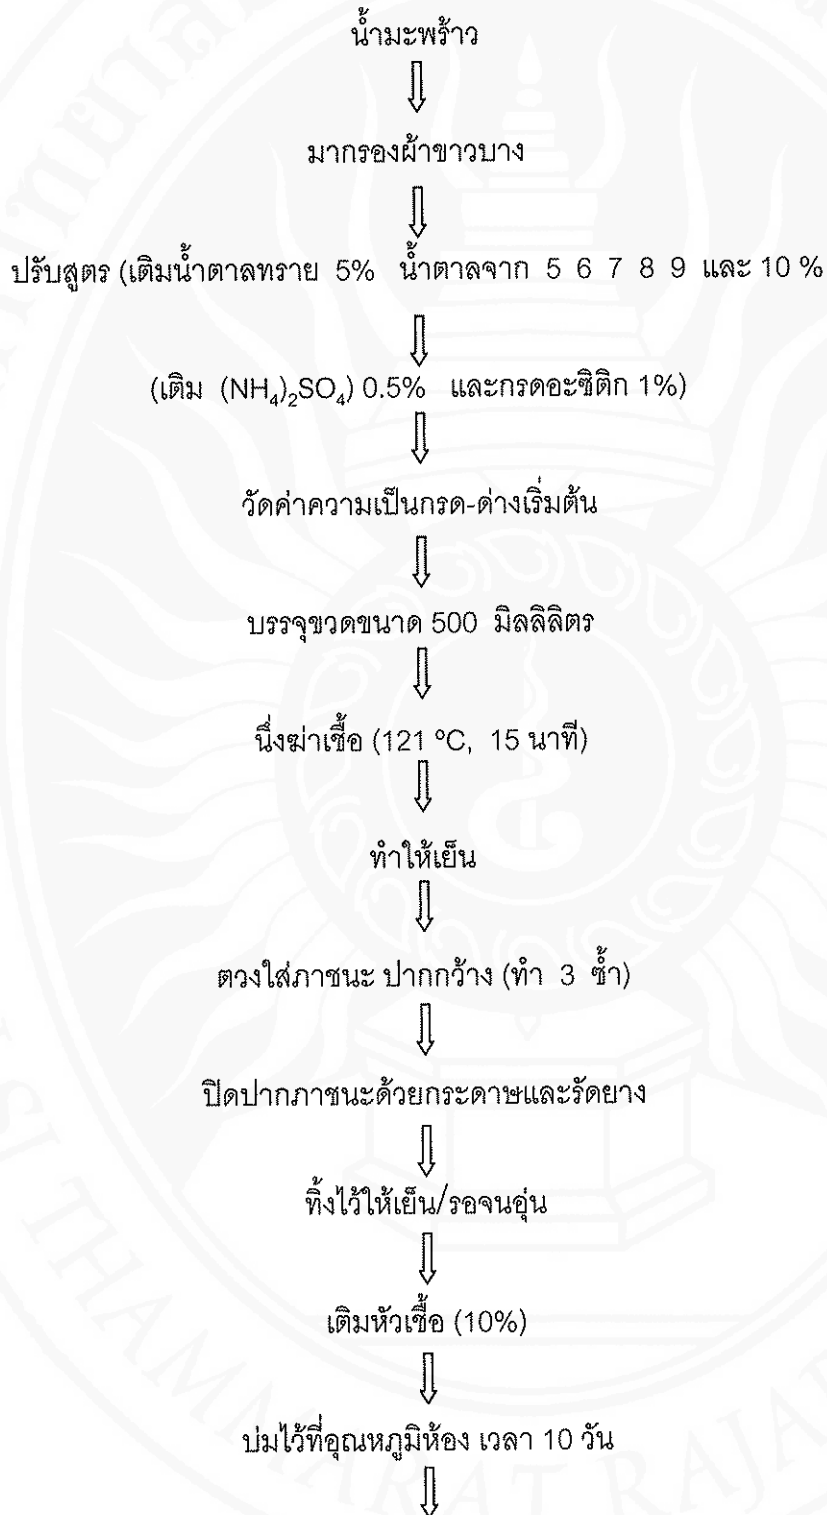 น้ำมะพร้าว
มากรองผ้าขาวบาง
ปรับสูตร (เติมน้ำตาลทราย 5% น้ำตาลจาก 5 6 7 8 9 และ 10 %
(เติม (NH₄)₂SO₄) 0.5% และกรดอะซิติก 1%)
วัดค่าความเป็นกรด-ด่างเริ่มต้น
บรรจุขวดขนาด 500 มิลลิลิตร
นึ่งฆ่าเชื้อ (121 ºC, 15 นาที)
ทำให้เย็น
ตวงใส่ภาชนะ ปากกว้าง (ทำ 3 ซ้ำ)
ปิดปากภาชนะด้วยกระดาษและรัดยาง
ทิ้งไว้ให้เย็น/รอจนอุ่น
เติมหัวเชื้อ (10%)
บ่มไว้ที่อุณหภูมิห้อง เวลา 10 วัน